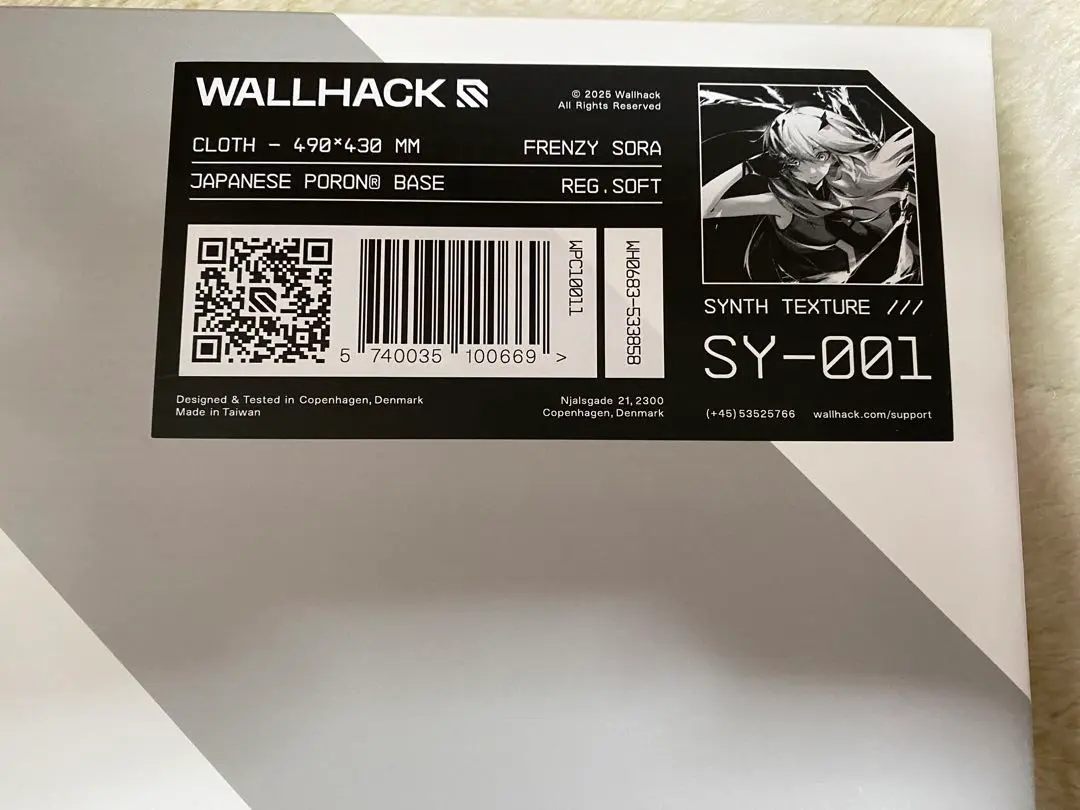 WALLHACK
© 2025 Wallhack
All Rights Reserved
CLOTH – 490×430 MM
FRENZY SORA
JAPANESE PORON® BASE
REG.SOFT
WPC10011
WH0683-533858
5 740035 100669 >
SYNTH TEXTURE ///
SY-001
Designed & Tested in Copenhagen, Denmark
Made in Taiwan
Njalsgade 21, 2300
Copenhagen, Denmark
(+45) 53525766
wallhack.com/support